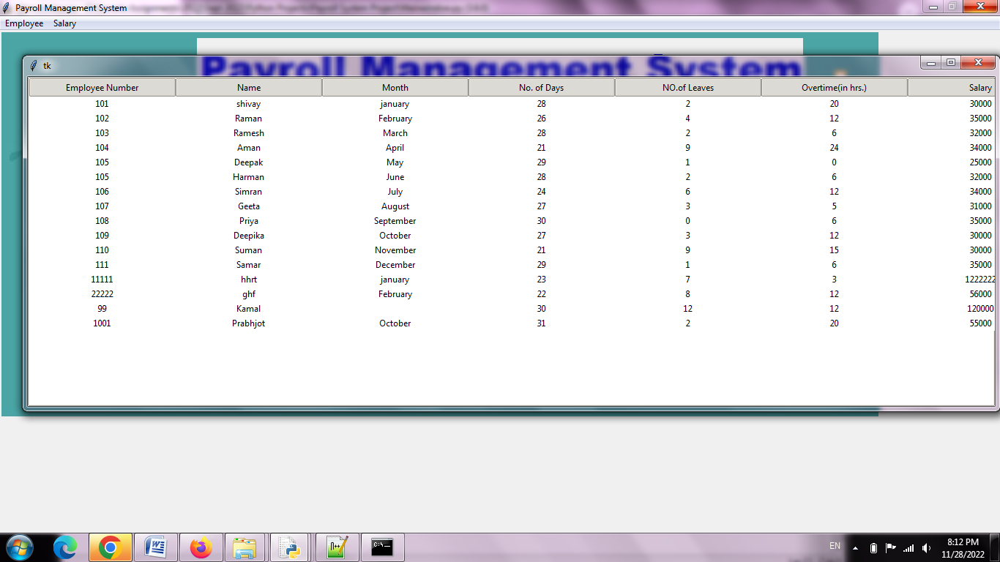 Payroll Management System
Employee Salary
Payroll Management System
tk
Employee Number Name Month No. of Days NO.of Leaves Overtime(in hrs.) Salary
101 shivay january 28 2 20 30000
102 Raman February 26 4 12 35000
103 Ramesh March 28 2 6 32000
104 Aman April 21 9 24 34000
105 Deepak May 29 1 0 25000
105 Harman June 28 2 6 32000
106 Simran July 24 6 12 34000
107 Geeta August 27 3 5 31000
108 Priya September 30 0 6 35000
109 Deepika October 27 3 12 30000
110 Suman November 21 9 15 30000
111 Samar December 29 1 6 35000
11111 hhrt january 23 7 3 1222222
22222 ghf February 22 8 12 56000
99 Kamal 30 12 12 120000
1001 Prabhjot October 31 2 20 55000
EN 8:12 PM
11/28/2022